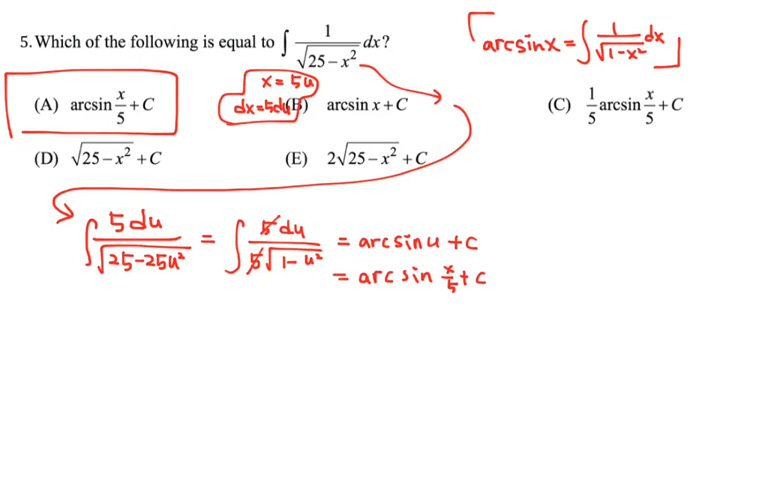 5. Which of the following is equal to ∫ 1/√(25 − x²) dx?
arcsinx = ∫ 1/√(1−x²) dx
x = 5u
dx = 5du
(A) arcsin x/5 + C (B) arcsin x + C (C) 1/5 arcsin x/5 + C
(D) √(25 − x²) + C (E) 2√(25 − x²) + C
∫ 5du/√(25−25u²) = ∫ 5du/(5√(1−u²)) = arcsinu + c
= arcsin x/5 + c